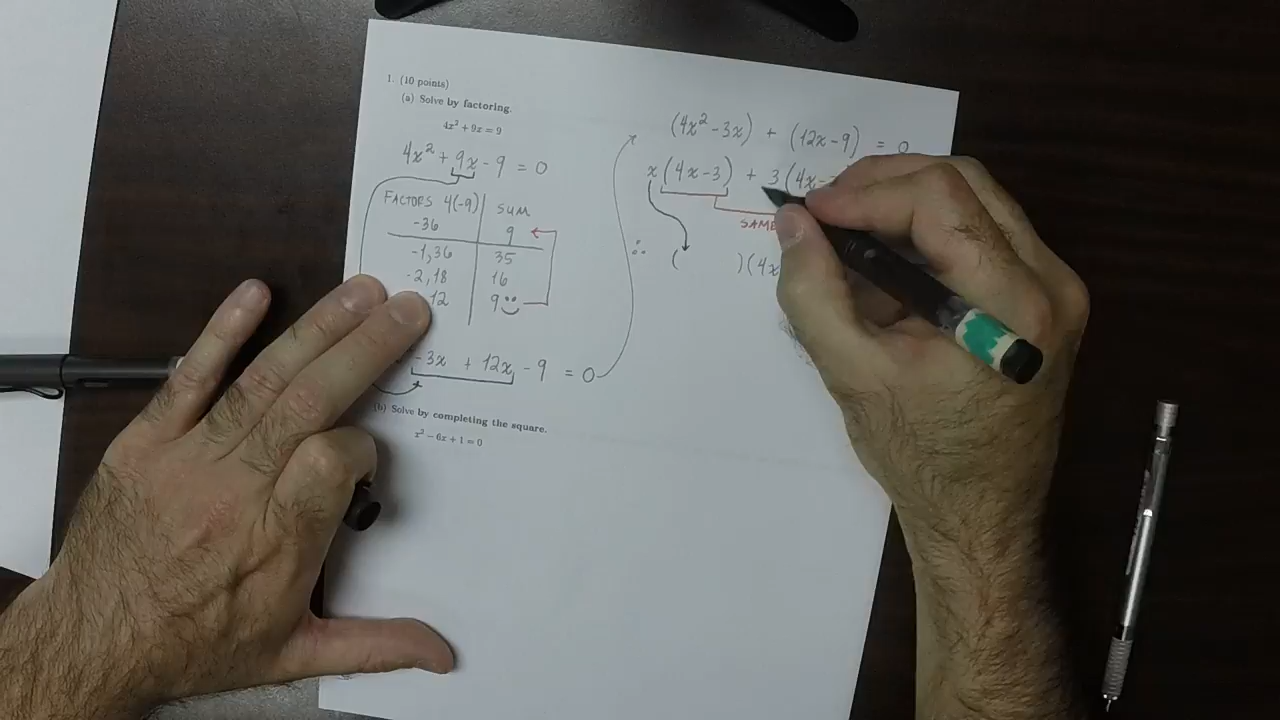 1. (10 points)
(a) Solve by factoring.
4x² + 9x = 9
4x² + 9x - 9 = 0
FACTORS 4(-9) SUM
-36 9
-1, 36 35
-2, 18 16
12 9
-3x + 12x - 9 = 0
(b) Solve by completing the square.
x² - 6x + 1 = 0
(4x² - 3x) + (12x - 9) = 0
x(4x - 3) + 3(4x -
SAME
∴ ( )(4x